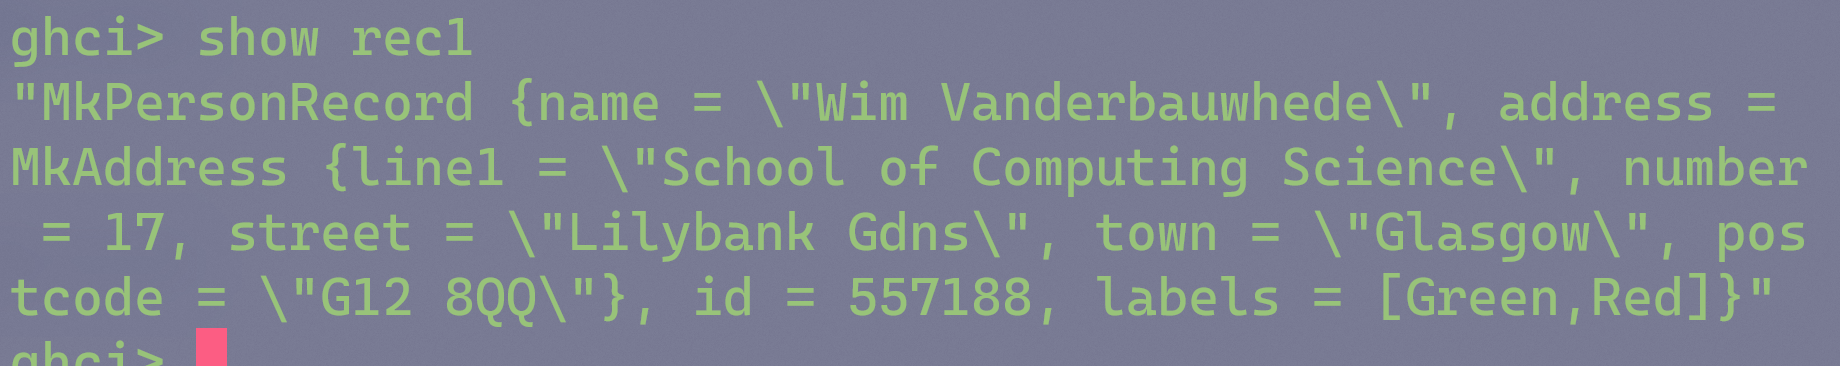 ghci> show rec1
"MkPersonRecord {name = \"Wim Vanderbauwhede\", address =
MkAddress {line1 = \"School of Computing Science\", number
 = 17, street = \"Lilybank Gdns\", town = \"Glasgow\", pos
tcode = \"G12 8QQ\"}, id = 557188, labels = [Green,Red]}"
ghci>